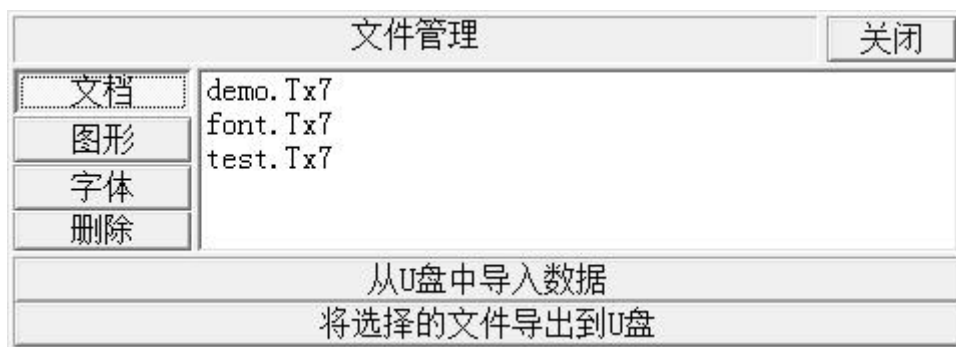 文件管理
关闭
文档
图形
字体
删除
demo.Tx7
font.Tx7
test.Tx7
从U盘中导入数据
将选择的文件导出到U盘